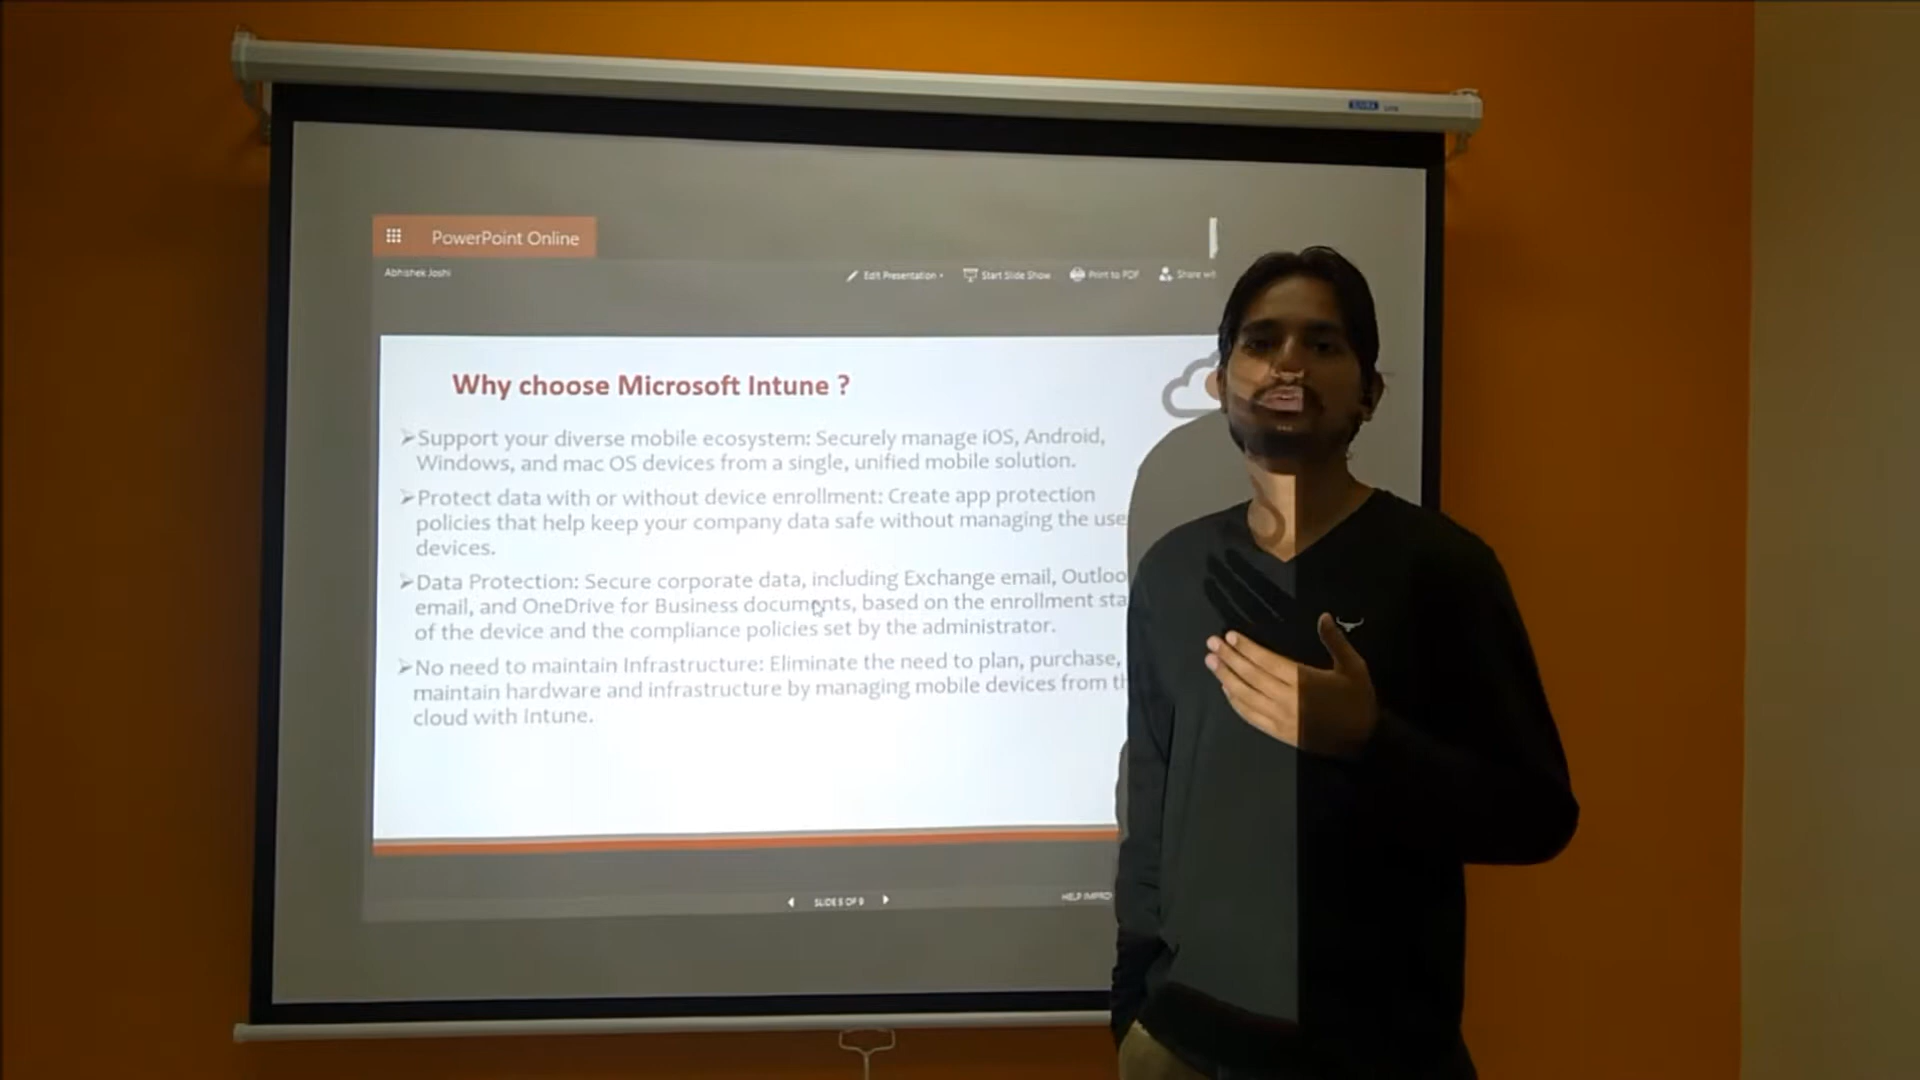 PowerPoint Online
Abhishek Joshi
Edit Presentation
Start Slide Show
Print to PDF
Share
Why choose Microsoft Intune ?
➢Support your diverse mobile ecosystem: Securely manage iOS, Android,
Windows, and mac OS devices from a single, unified mobile solution.
➢Protect data with or without device enrollment: Create app protection
policies that help keep your company data safe without managing the use
devices.
➢Data Protection: Secure corporate data, including Exchange email, Outloo
email, and OneDrive for Business documents, based on the enrollment sta
of the device and the compliance policies set by the administrator.
➢No need to maintain Infrastructure: Eliminate the need to plan, purchase,
maintain hardware and infrastructure by managing mobile devices from th
cloud with Intune.
SLIDE 5 OF 9
HELP IMPRO